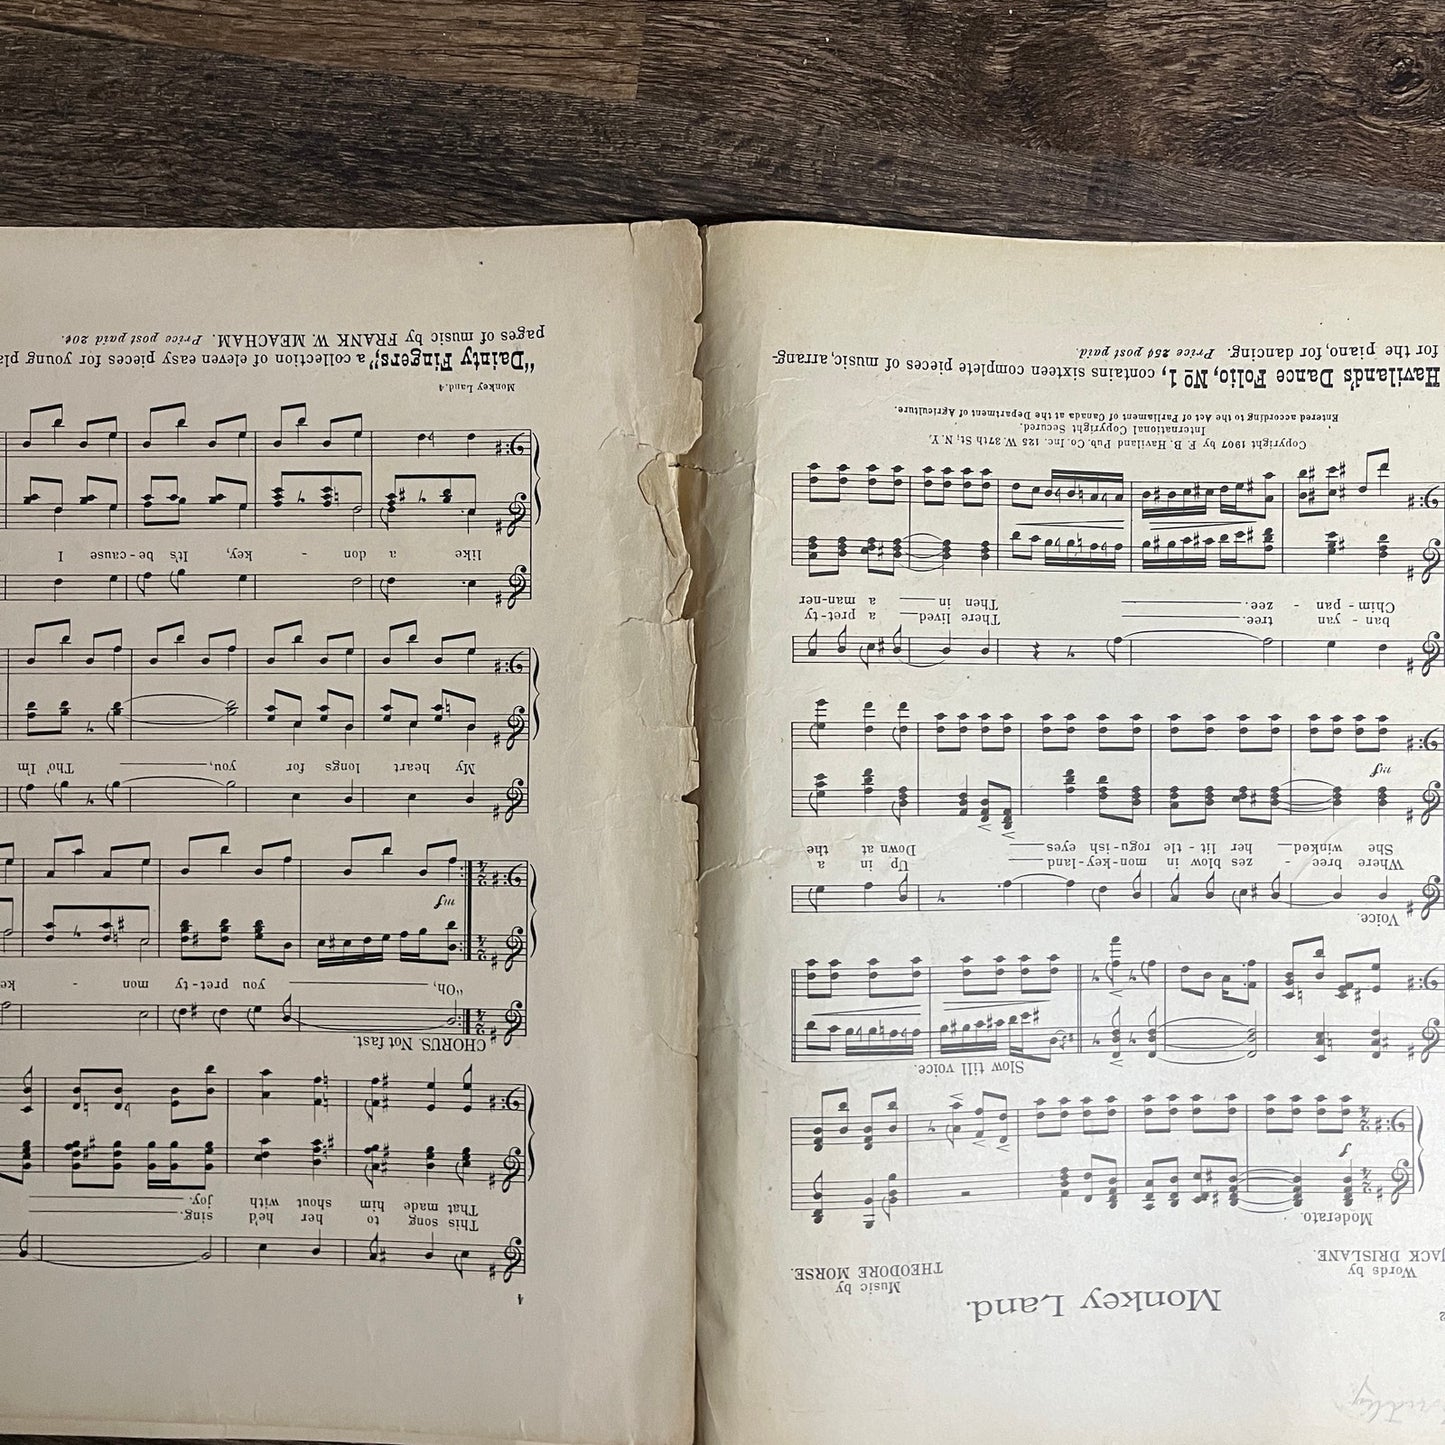 2
Monkey Land.
Words by
JACK DRISLANE.
Music by
THEODORE MORSE.
Moderato.
f
Slow till voice.
Voice.
Where bree - zes blow in mon-key-land Up in a
She winked her lit-tle rogu-ish eyes Down at the
mf
ban - yan tree. There lived a pret-ty
Chim - pan - zee. Then in a man-ner
Copyright 1907 by F. B. Haviland Pub. Co. Inc. 125 W. 37th St; N.Y.
International Copyright Secured.
Entered according to the Act of Parliament of Canada at the Department of Agriculture.
Haviland's Dance Folio, No 1, contains sixteen complete pieces of music, arrang-
for the piano, for dancing. Price 25¢ post paid.
4
This song to her he'd sing.
That made him shout with joy.
CHORUS. Not fast.
"Oh, you pret-ty mon - ke
mf
My heart longs for you, Tho' I'm
like a don - key, It's be-cause I
Monkey Land. 4
"Dainty Fingers," a collection of eleven easy pieces for young pla
pages of music by FRANK W. MEACHAM. Price post paid 20¢.